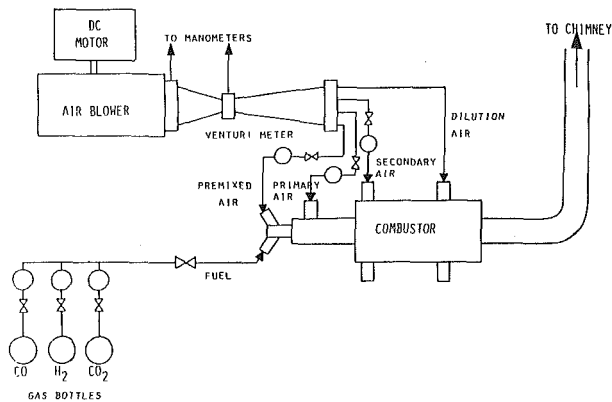 DC
MOTOR
TO MANOMETERS
TO CHIMNEY
AIR BLOWER
VENTURI METER
DILUTION
AIR
SECONDARY
AIR
PREMIXED
AIR
PRIMARY
AIR
COMBUSTOR
FUEL
CO
H2
CO2
GAS BOTTLES